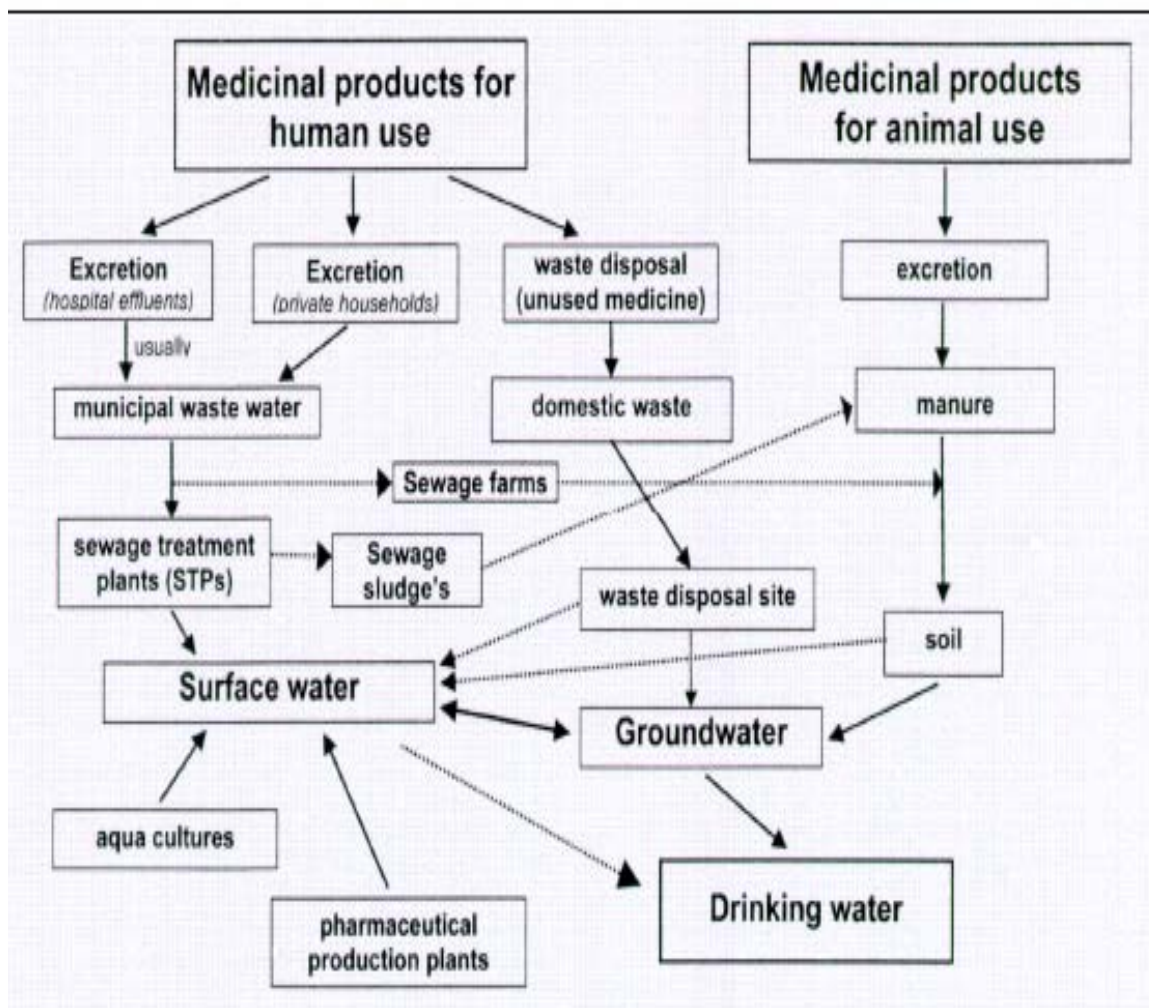 Medicinal products for
human use
Medicinal products
for animal use
Excretion
(hospital effluents)
Excretion
(private households)
waste disposal
(unused medicine)
excretion
usually
municipal waste water
domestic waste
manure
Sewage farms
sewage treatment
plants (STPs)
Sewage
sludge's
waste disposal site
soil
Surface water
Groundwater
aqua cultures
Drinking water
pharmaceutical
production plants